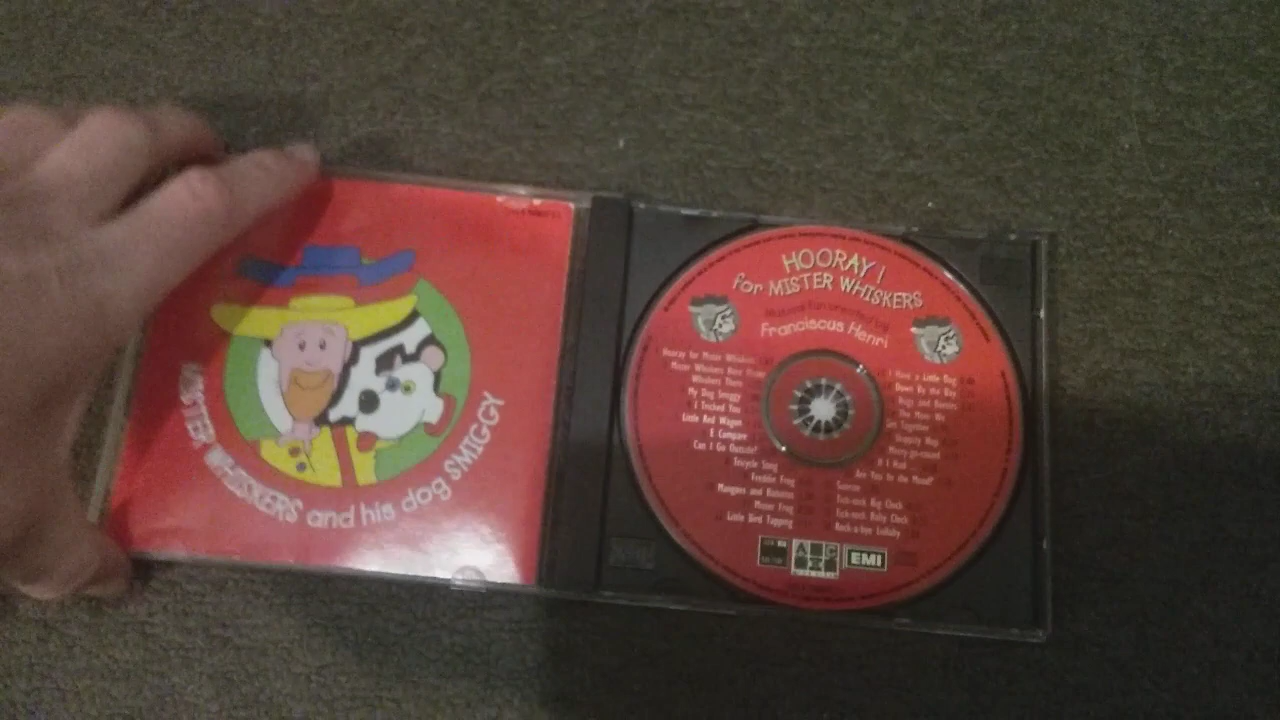 MISTER WHISKERS and his dog SMIGGY
HOORAY!
for MISTER WHISKERS
Franciscus Henri
Hooray for Mister Whiskers
Mister Whiskers Here Mister
Whiskers There
My Dog Smiggy
I Tricked You
Little Red Wagon
E Compare
Can I Go Outside?
Tricycle Song
Freddie Frog
Mangoes and Bananas
Mister Frog
Little Bird Tapping
I Have a Little Dog
Down By the Bay
Bugs and Beetles
The More We
Get Together
Skippity Hop
Merry-go-round
If I Had
Are You In the Mood?
Samson
Tick-tock Big Clock
Tick-tock Baby Clock
Rock-a-bye Lullaby
ABC
EMI